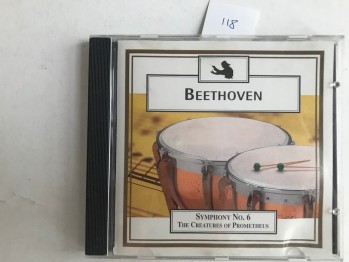 118
BEETHOVEN
SYMPHONY NO. 6
THE CREATURES OF PROMETHEUS